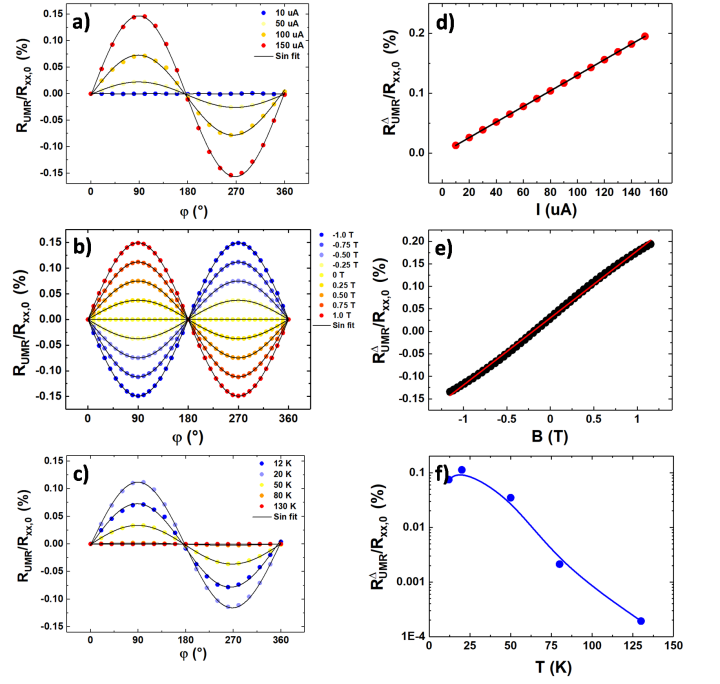 a)
R_UMR/R_xx,0 (%)
0.15
0.10
0.05
0.00
-0.05
-0.10
-0.15
0 90 180 270 360
φ (°)
10 uA
50 uA
100 uA
150 uA
Sin fit
d)
R^Δ_UMR/R_xx,0 (%)
0.2
0.1
0.0
0 20 40 60 80 100 120 140 160
I (uA)
b)
R_UMR/R_xx,0 (%)
0.15
0.10
0.05
0.00
-0.05
-0.10
-0.15
0 90 180 270 360
φ (°)
-1.0 T
-0.75 T
-0.50 T
-0.25 T
0 T
0.25 T
0.50 T
0.75 T
1.0 T
Sin fit
e)
R^Δ_UMR/R_xx,0 (%)
0.20
0.15
0.10
0.05
0.00
-0.05
-0.10
-0.15
-1 -0.5 0 0.5 1
B (T)
c)
R_UMR/R_xx,0 (%)
0.15
0.10
0.05
0.00
-0.05
-0.10
-0.15
0 90 180 270 360
φ (°)
12 K
20 K
50 K
80 K
130 K
Sin fit
f)
R^Δ_UMR/R_xx,0 (%)
0.1
0.01
0.001
1E-4
0 25 50 75 100 125 150
T (K)